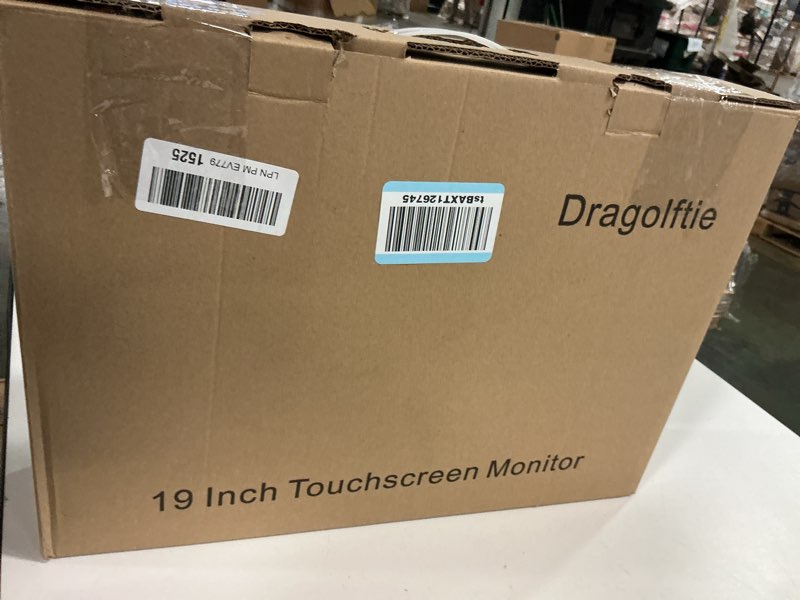 LPN PM EV779 1525
tsBAXT126745
Dragolftie
19 Inch Touchscreen Monitor